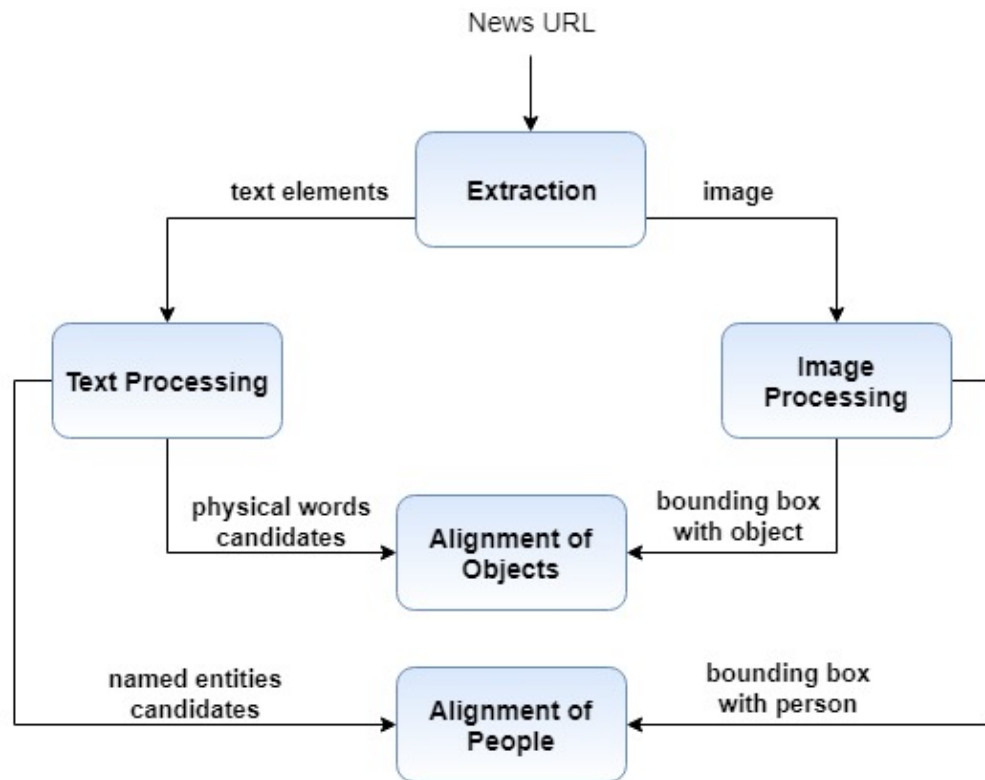 News URL
Extraction
text elements
image
Text Processing
Image
Processing
physical words
candidates
Alignment of
Objects
bounding box
with object
named entities
candidates
Alignment of
People
bounding box
with person